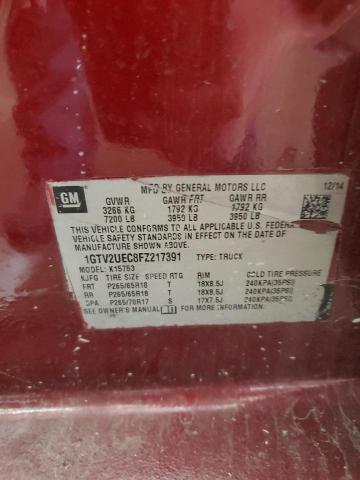 GM
MFD BY GENERAL MOTORS LLC 12/14
GVWR GAWR FRT GAWR RR
3266 KG 1792 KG 1792 KG
7200 LB 3950 LB 3950 LB
THIS VEHICLE CONFORMS TO ALL APPLICABLE U.S. FEDERAL
VEHICLE SAFETY STANDARDS IN EFFECT ON THE DATE OF
MANUFACTURE SHOWN ABOVE.
1GTV2UEC8FZ217391 TYPE: TRUCK
MODEL: K15753
KJFG TIRE SIZE SPEED RTG RIM COLD TIRE PRESSURE
FRT P265/65R18 T 18X8.5J 240KPA(35PSI)
RR P265/65R18 T 18X8.5J 240KPA(35PSI)
SPA P265/70R17 S 17X7.5J 240KPA(35PSI)
SEE OWNER'S MANUAL FOR MORE INFORMATION.